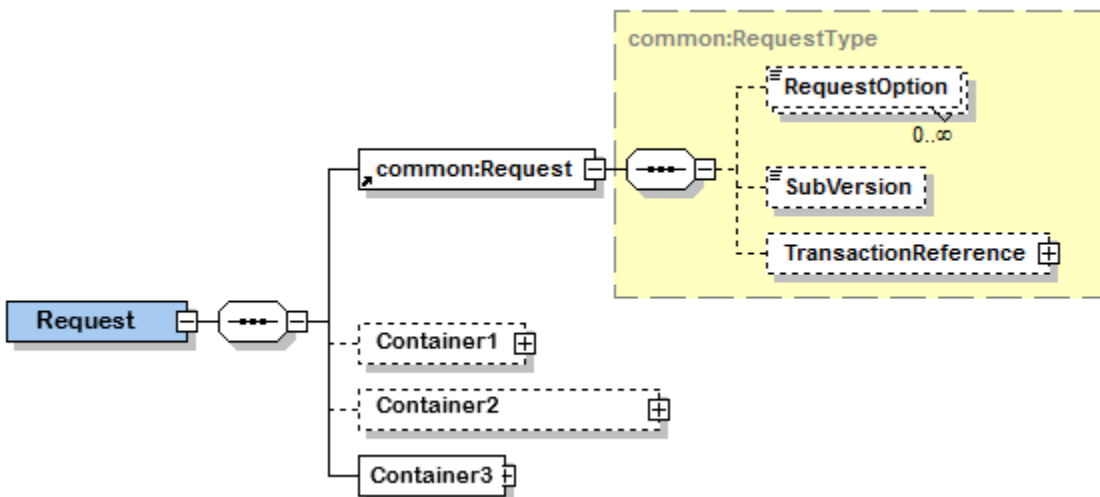 common:RequestType
RequestOption
0..∞
common:Request
SubVersion
TransactionReference
Request
Container1
Container2
Container3